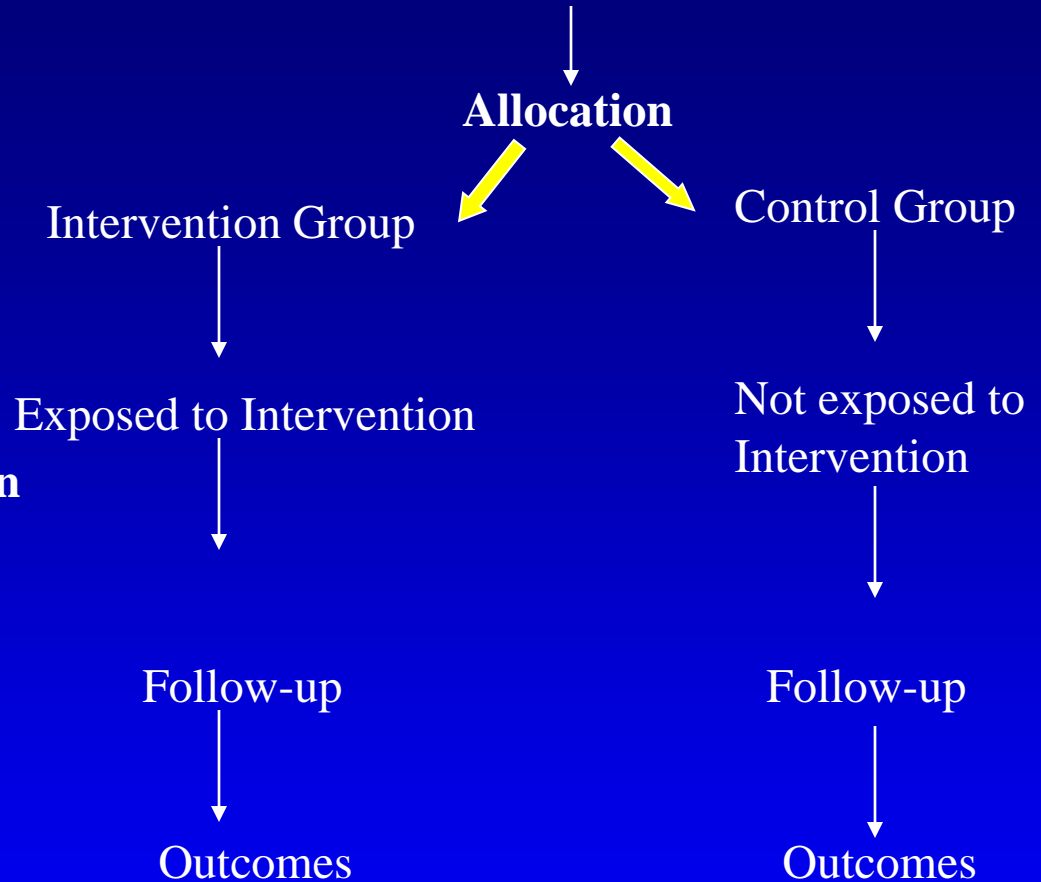 Allocation
Intervention Group
Control Group
Exposed to Intervention
Not exposed to
Intervention
n
Follow-up
Follow-up
Outcomes
Outcomes